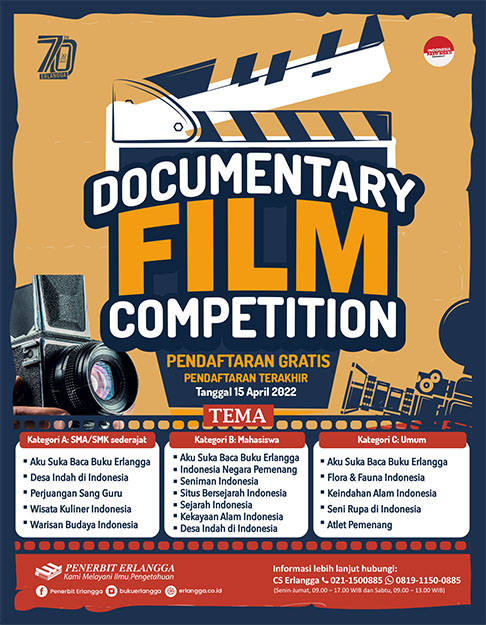 70
ERLANGGA
INDONESIA
DOCUMENTARY
FILM
COMPETITION
PENDAFTARAN GRATIS
PENDAFTARAN TERAKHIR
Tanggal 15 April 2022
TEMA
Kategori A: SMA/SMK sederajat
Aku Suka Baca Buku Erlangga
Desa Indah di Indonesia
Perjuangan Sang Guru
Wisata Kuliner Indonesia
Warisan Budaya Indonesia
Kategori B: Mahasiswa
Aku Suka Baca Buku Erlangga
Indonesia Negara Pemenang
Seniman Indonesia
Situs Bersejarah Indonesia
Sejarah Indonesia
Kekayaan Alam Indonesia
Desa Indah di Indonesia
Kategori C: Umum
Aku Suka Baca Buku Erlangga
Flora & Fauna Indonesia
Keindahan Alam Indonesia
Seni Rupa di Indonesia
Atlet Pemenang
PENERBIT ERLANGGA
Kami Melayani Ilmu Pengetahuan
Penerbit Erlangga bukuerlangga erlangga.co.id
Informasi lebih lanjut hubungi:
CS Erlangga 021-1500885 0819-1150-0885
(Senin-Jumat, 09.00 – 17.00 WIB dan Sabtu, 09.00 – 13.00 WIB)